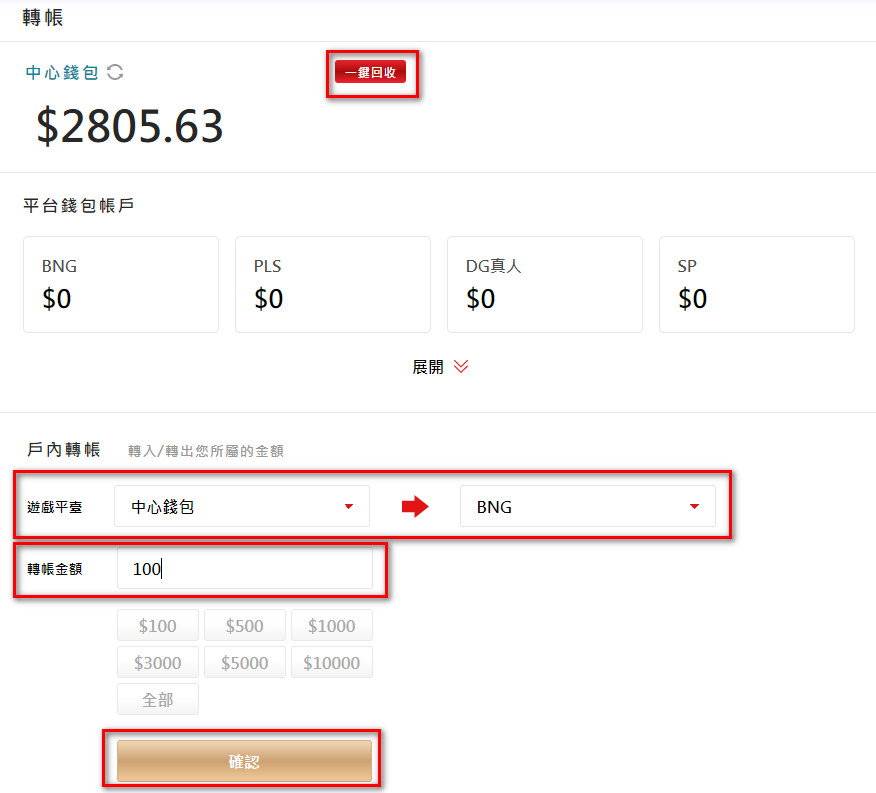 轉帳
中心錢包
一鍵回收
$2805.63
平台錢包帳戶
BNG PLS DG真人 SP
$0 $0 $0 $0
展開
戶內轉帳 轉入/轉出您所屬的金額
遊戲平臺 中心錢包 BNG
轉帳金額 100
$100 $500 $1000
$3000 $5000 $10000
全部
確認